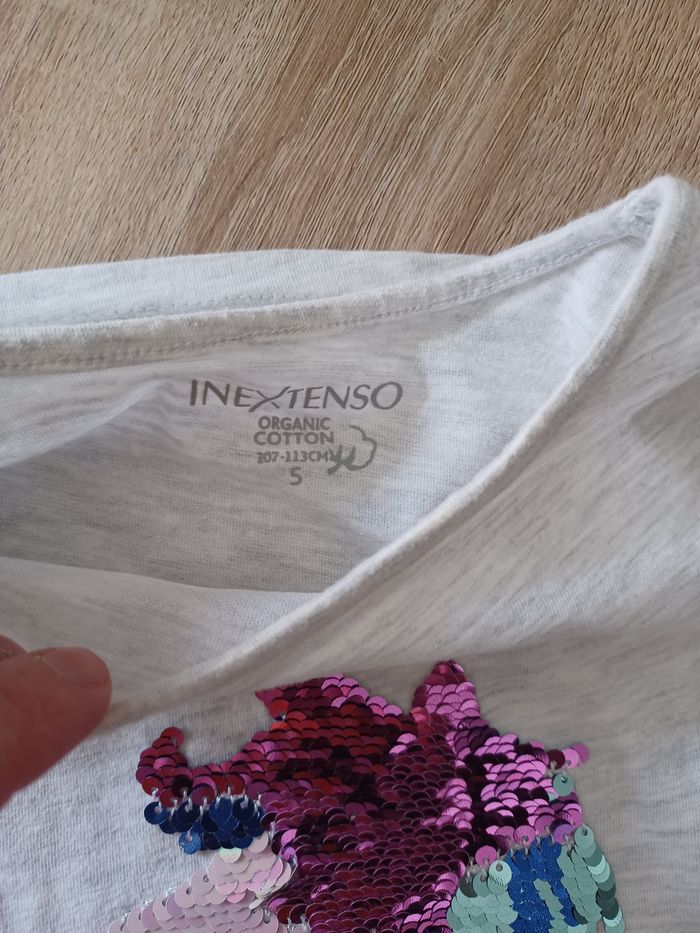 INEXTENSO
ORGANIC
COTTON
107-113CM
5